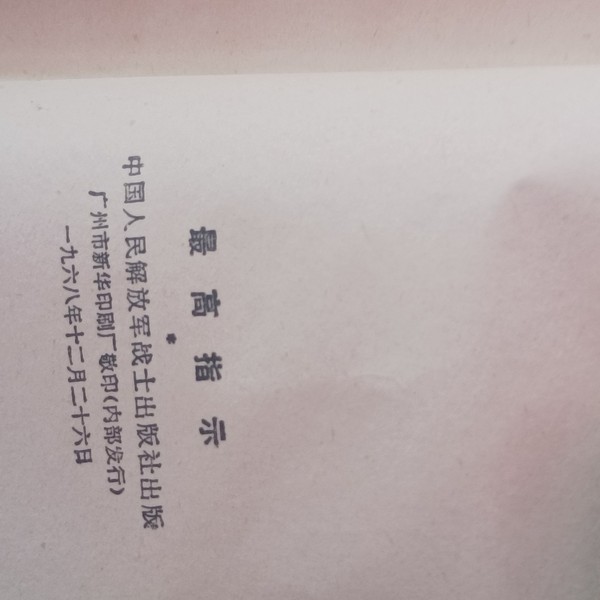 最高指示
*
中国人民解放军战士出版社出版
广州市新华印刷厂敬印(内部发行)
一九六八年十二月二十六日